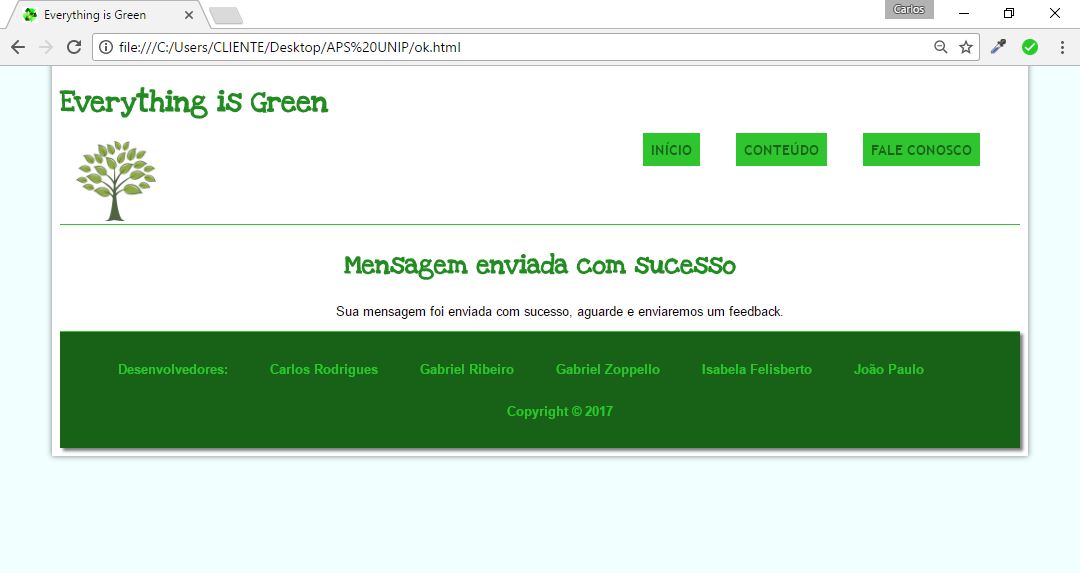 Everything is Green
Carlos
file:///C:/Users/CLIENTE/Desktop/APS%20UNIP/ok.html
Everything is Green
INÍCIO CONTEÚDO FALE CONOSCO
Mensagem enviada com sucesso
Sua mensagem foi enviada com sucesso, aguarde e enviaremos um feedback.
Desenvolvedores: Carlos Rodrigues Gabriel Ribeiro Gabriel Zoppello Isabela Felisberto João Paulo
Copyright © 2017